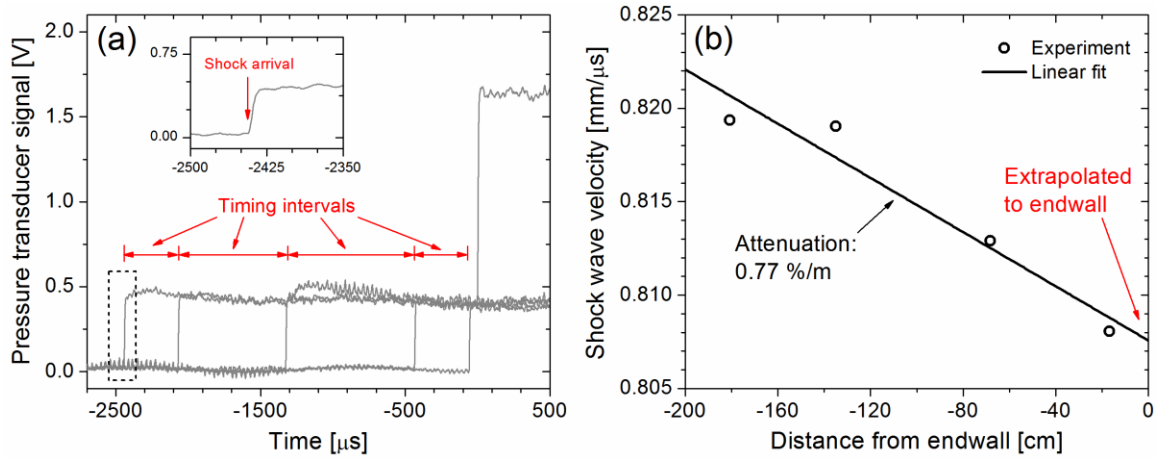 (a)
2.0
1.5
1.0
0.5
0.0
Pressure transducer signal [V]
0.75
0.00
Shock arrival
-2500
-2425
-2350
Timing intervals
-2500
-1500
-500
500
Time [μs]
(b)
0.820
0.815
0.810
0.805
Shock wave velocity [mm/μs]
Experiment
Linear fit
Extrapolated
to endwall
Attenuation:
0.77 %/m
-200
-160
-120
-80
-40
0
Distance from endwall [cm]